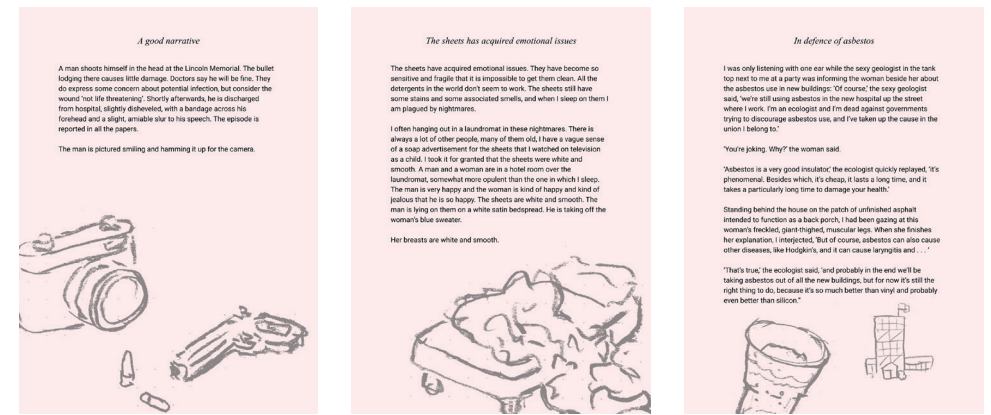 A good narrative
A man shoots himself in the head at the Lincoln Memorial. The bullet
lodging there causes little damage. Doctors say he will be fine. They
do express some concern about potential infection, but consider the
wound 'not life threatening'. Shortly afterwards, he is discharged
from hospital, slightly disheveled, with a bandage across his
forehead and a slight, amiable slur to his speech. The episode is
reported in all the papers.
The man is pictured smiling and hamming it up for the camera.
The sheets has acquired emotional issues
The sheets have acquired emotional issues. They have become so
sensitive and fragile that it is impossible to get them clean. All the
detergents in the world don't seem to work. The sheets still have
some stains and some associated smells, and when I sleep on them I
am plagued by nightmares.
I often hanging out in a laundromat in these nightmares. There is
always a lot of other people, many of them old, I have a vague sense
of a soap advertisement for the sheets that I watched on television
as a child. I took it for granted that the sheets were white and
smooth. A man and a woman are in a hotel room over the
laundromat, somewhat more opulent than the one in which I sleep.
The man is very happy and the woman is kind of happy and kind of
jealous that he is so happy. The sheets are white and smooth. The
man is lying on them on a white satin bedspread. He is taking off the
woman's blue sweater.
Her breasts are white and smooth.
In defence of asbestos
I was only listening with one ear while the sexy geologist in the tank
top next to me at a party was informing the woman beside her about
the asbestos use in new buildings: 'Of course,' the sexy geologist
said, 'we're still using asbestos in the new hospital up the street
where I work. I'm an ecologist and I'm dead against governments
trying to discourage asbestos use, and I've taken up the cause in the
union I belong to.'
'You're joking. Why?' the woman said.
'Asbestos is a very good insulator,' the ecologist quickly replayed, 'it's
phenomenal. Besides which, it's cheap, it lasts a long time, and it
takes a particularly long time to damage your health.'
Standing behind the house on the patch of unfinished asphalt
intended to function as a back porch, I had been gazing at this
woman's freckled, giant-thighed, muscular legs. When she finishes
her explanation, I interjected, 'But of course, asbestos can also cause
other diseases, like Hodgkin's, and it can cause laryngitis and . . . '
'That's true,' the ecologist said, 'and probably in the end we'll be
taking asbestos out of all the new buildings, but for now it's still the
right thing to do, because it's so much better than vinyl and probably
even better than silicon."